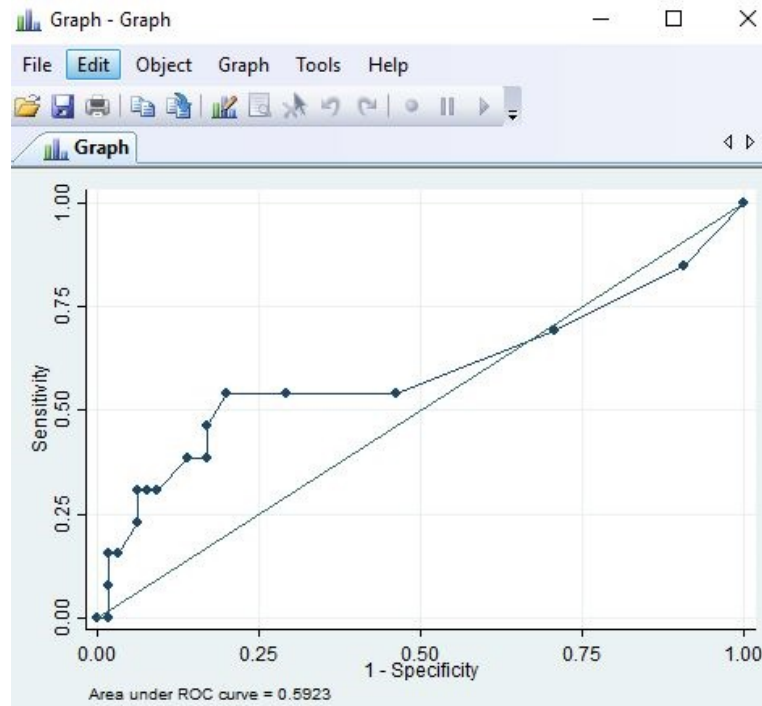 Graph - Graph
File Edit Object Graph Tools Help
Graph
1.00
0.75
0.50
0.25
0.00
Sensitivity
0.00 0.25 0.50 0.75 1.00
1 - Specificity
Area under ROC curve = 0.5923